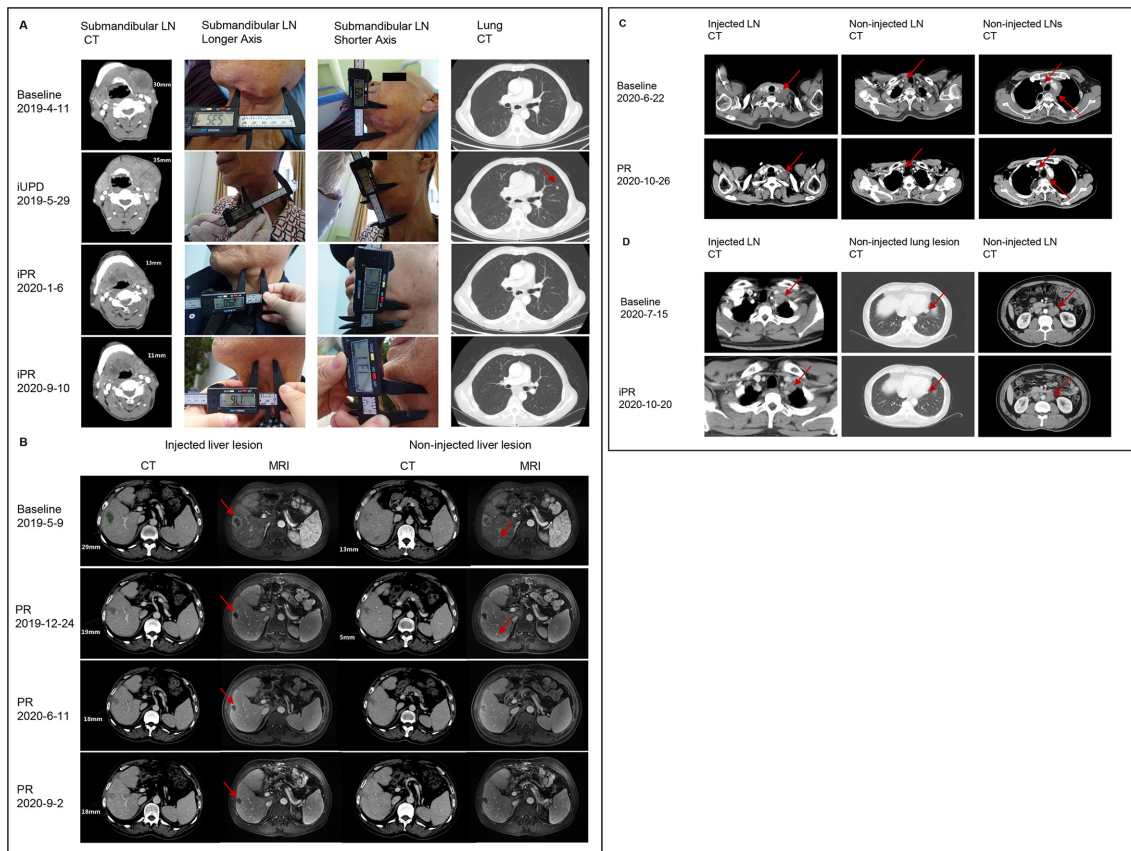 A
Submandibular LN
CT
Submandibular LN
Longer Axis
Submandibular LN
Shorter Axis
Lung
CT
Baseline
2019-4-11
30mm
iUPD
2019-5-29
35mm
iPR
2020-1-6
13mm
iPR
2020-9-10
11mm
B
Injected liver lesion
Non-injected liver lesion
CT
MRI
CT
MRI
Baseline
2019-5-9
29mm
13mm
PR
2019-12-24
19mm
5mm
PR
2020-6-11
18mm
PR
2020-9-2
18mm
C
Injected LN
CT
Non-injected LN
CT
Non-injected LNs
CT
Baseline
2020-6-22
PR
2020-10-26
D
Injected LN
CT
Non-injected lung lesion
CT
Non-injected LN
CT
Baseline
2020-7-15
iPR
2020-10-20